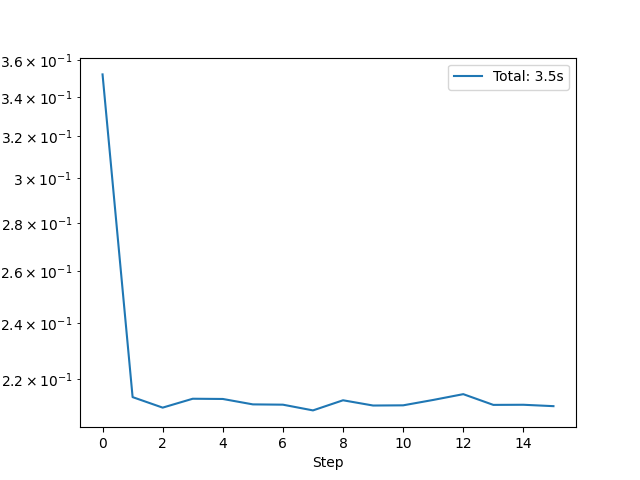 3.6 × 10⁻¹
3.4 × 10⁻¹
3.2 × 10⁻¹
3 × 10⁻¹
2.8 × 10⁻¹
2.6 × 10⁻¹
2.4 × 10⁻¹
2.2 × 10⁻¹
Total: 3.5s
0 2 4 6 8 10 12 14
Step